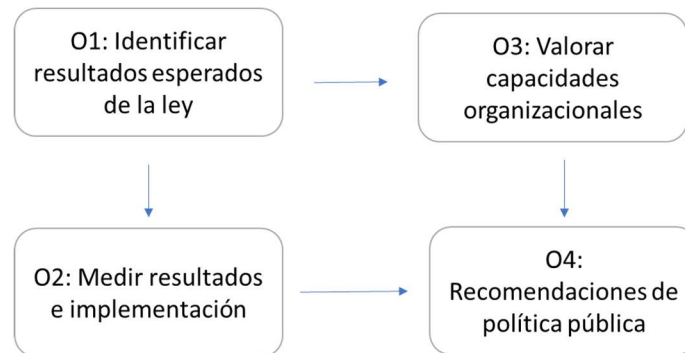 O1: Identificar
resultados esperados
de la ley
O3: Valorar
capacidades
organizacionales
O2: Medir resultados
e implementación
O4:
Recomendaciones de
política pública